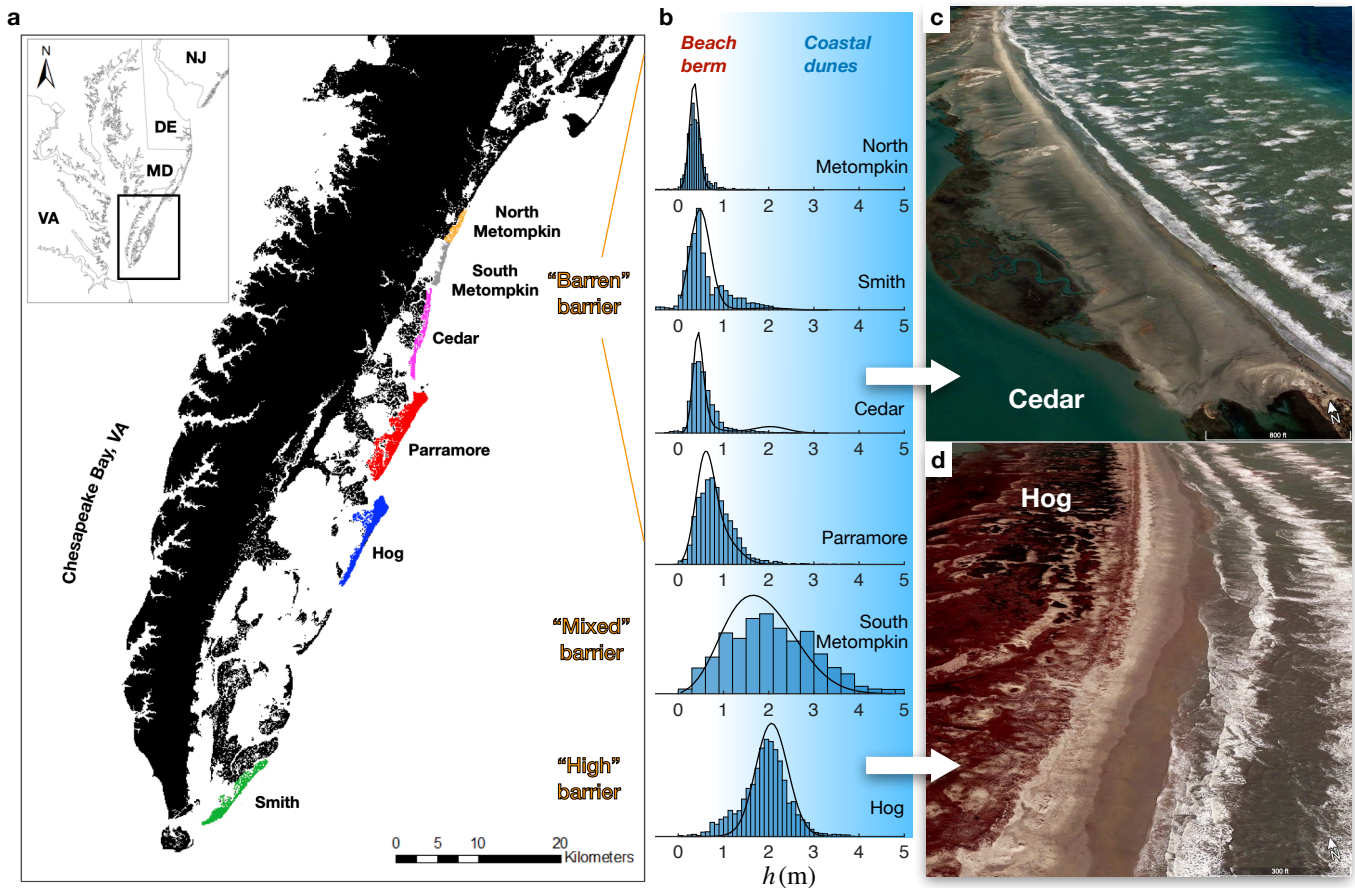 a
N
NJ
DE
MD
VA
Chesapeake Bay, VA
North
Metompkin
South
Metompkin
Cedar
Parramore
Hog
Smith
0 10 20
Kilometers
"Barren"
barrier
"Mixed"
barrier
"High"
barrier
b
Beach
berm
Coastal
dunes
North
Metompkin
0 1 2 3 4 5
Smith
0 1 2 3 4 5
Cedar
0 1 2 3 4 5
Parramore
0 1 2 3 4 5
South
Metompkin
0 1 2 3 4 5
Hog
0 1 2 3 4 5
h (m)
c
Cedar
N
800 ft
d
Hog
N
300 ft